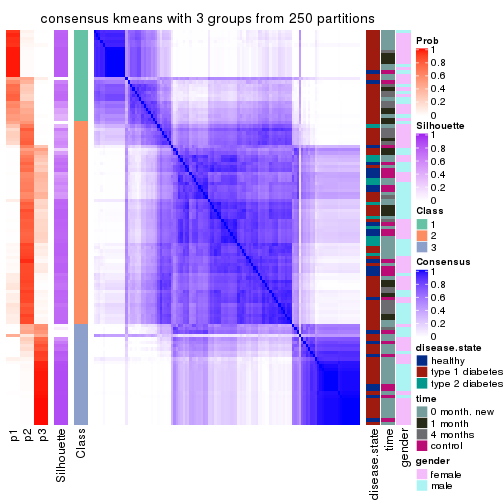 consensus kmeans with 3 groups from 250 partitions
p1
p2
p3
Silhouette
Class
disease.state
time
gender
Prob
1
0.8
0.6
0.4
0.2
0
Silhouette
1
0.8
0.6
0.4
0.2
0
Class
1
2
3
Consensus
1
0.8
0.6
0.4
0.2
0
disease.state
healthy
type 1 diabetes
type 2 diabetes
time
0 month, new
1 month
4 months
control
gender
female
male